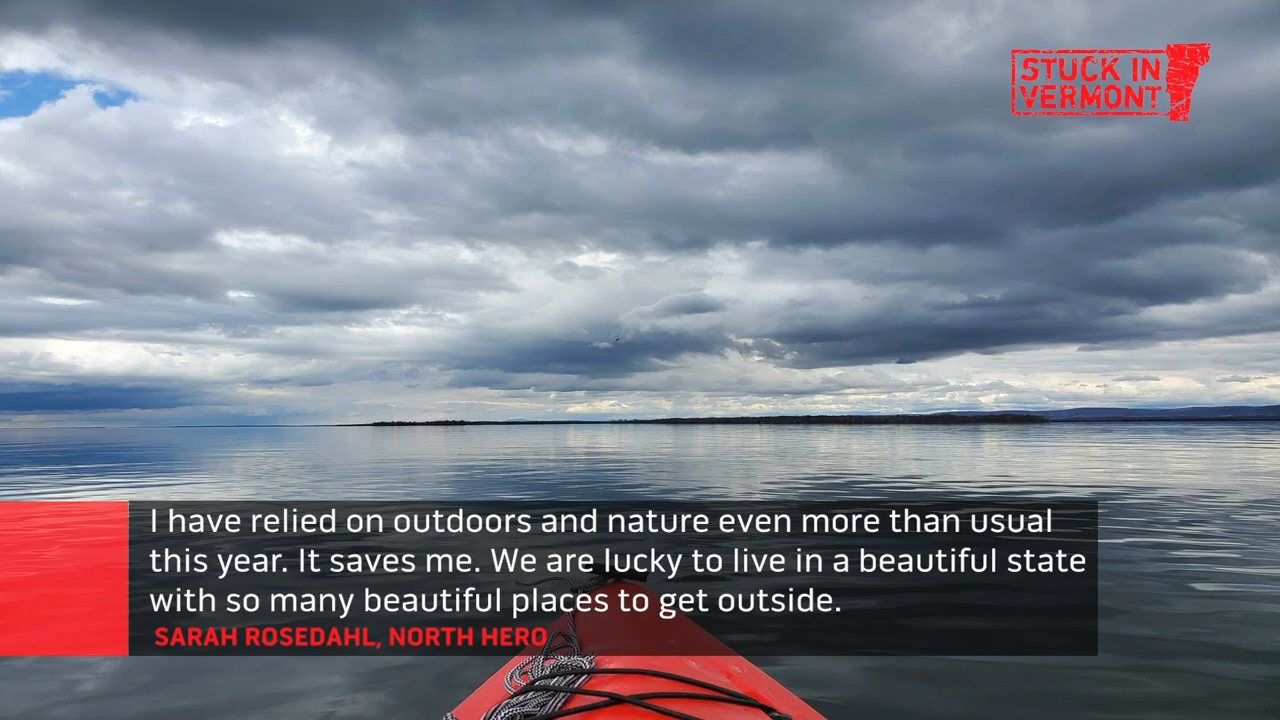 STUCK IN
VERMONT
I have relied on outdoors and nature even more than usual
this year. It saves me. We are lucky to live in a beautiful state
with so many beautiful places to get outside.
SARAH ROSEDAHL, NORTH HERO